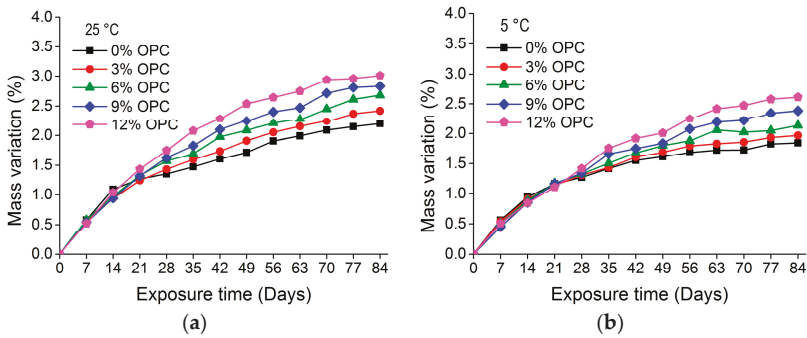 25 °C
0% OPC
3% OPC
6% OPC
9% OPC
12% OPC
Mass variation (%)
4.0
3.5
3.0
2.5
2.0
1.5
1.0
0.5
0.0
0 7 14 21 28 35 42 49 56 63 70 77 84
Exposure time (Days)
(a)
5 °C
0% OPC
3% OPC
6% OPC
9% OPC
12% OPC
Mass variation (%)
4.0
3.5
3.0
2.5
2.0
1.5
1.0
0.5
0.0
0 7 14 21 28 35 42 49 56 63 70 77 84
Exposure time (Days)
(b)